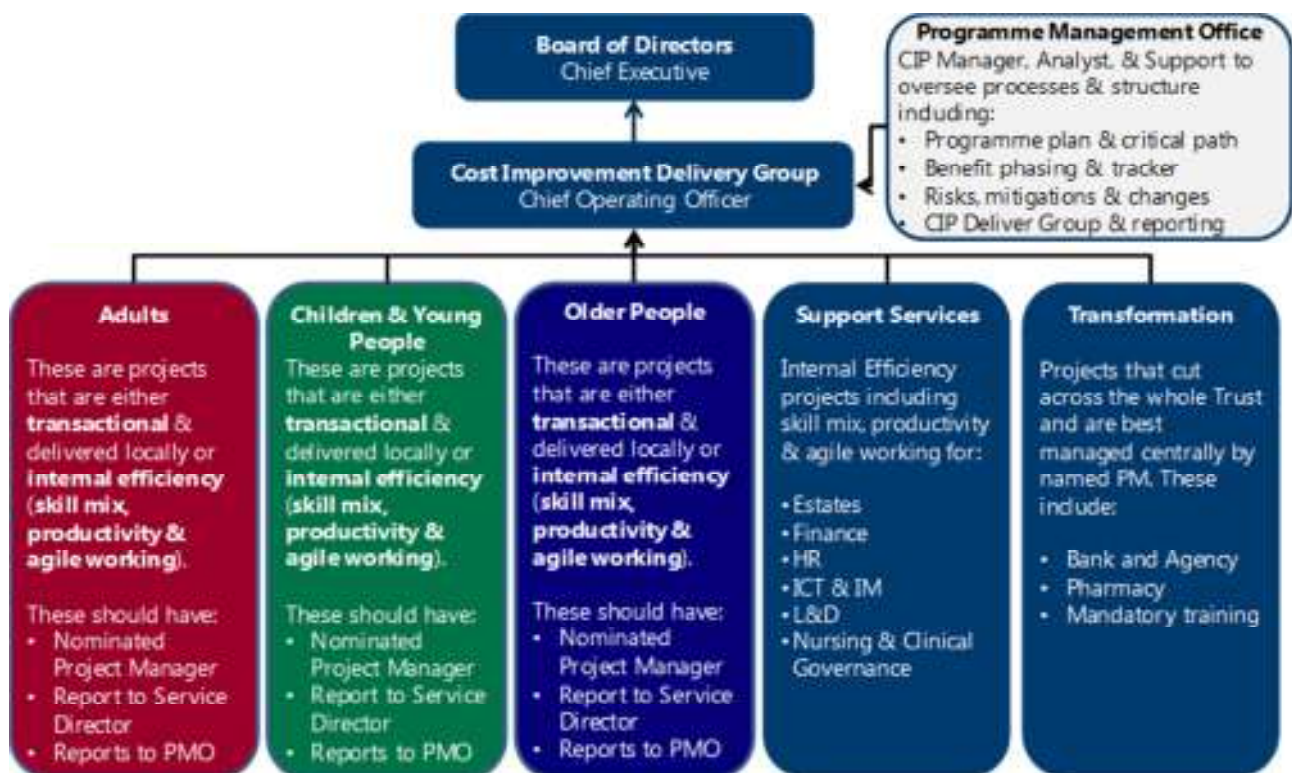 Board of Directors
Chief Executive
Programme Management Office
CIP Manager, Analyst, & Support to
oversee processes & structure
including:
• Programme plan & critical path
• Benefit phasing & tracker
• Risks, mitigations & changes
• CIP Deliver Group & reporting
Cost Improvement Delivery Group
Chief Operating Officer
Adults
These are projects
that are either
transactional &
delivered locally or
internal efficiency
(skill mix,
productivity &
agile working).
These should have:
• Nominated
Project Manager
• Report to Service
Director
• Reports to PMO
Children & Young
People
These are projects
that are either
transactional &
delivered locally or
internal efficiency
(skill mix,
productivity &
agile working).
These should have:
• Nominated
Project Manager
• Report to Service
Director
• Reports to PMO
Older People
These are projects
that are either
transactional &
delivered locally or
internal efficiency
(skill mix,
productivity &
agile working).
These should have:
• Nominated
Project Manager
• Report to Service
Director
• Reports to PMO
Support Services
Internal Efficiency
projects including
skill mix, productivity
& agile working for:
• Estates
• Finance
• HR
• ICT & IM
• L&D
• Nursing & Clinical
Governance
Transformation
Projects that cut
across the whole Trust
and are best
managed centrally by
named PM. These
include:
• Bank and Agency
• Pharmacy
• Mandatory training